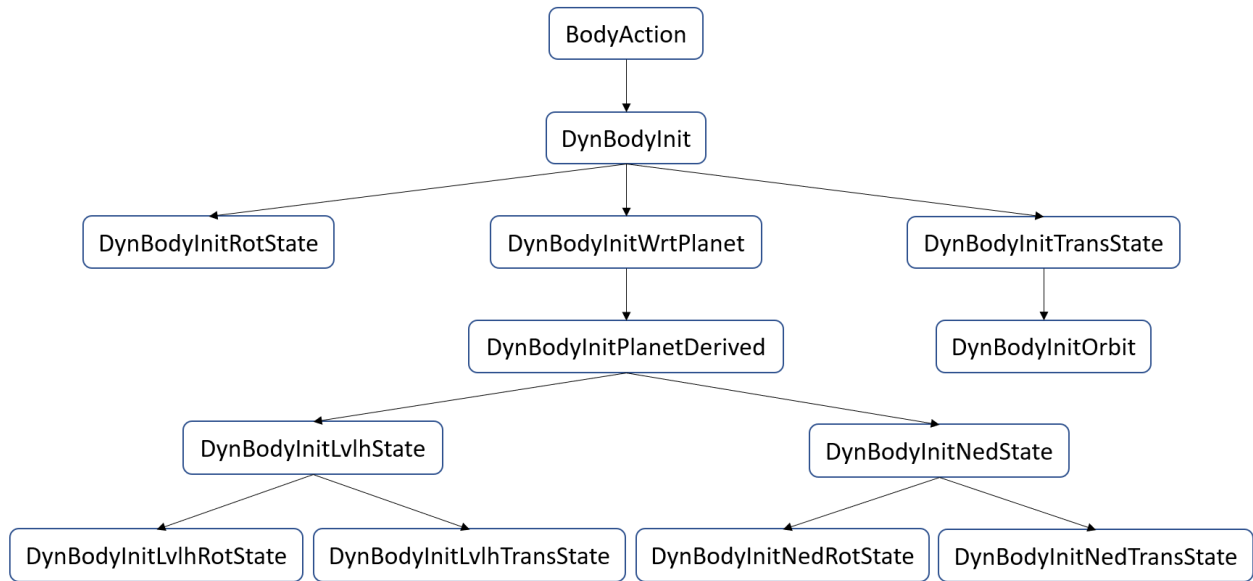 BodyAction
DynBodyInit
DynBodyInitRotState
DynBodyInitWrtPlanet
DynBodyInitTransState
DynBodyInitPlanetDerived
DynBodyInitOrbit
DynBodyInitLvlhState
DynBodyInitNedState
DynBodyInitLvlhRotState
DynBodyInitLvlhTransState
DynBodyInitNedRotState
DynBodyInitNedTransState